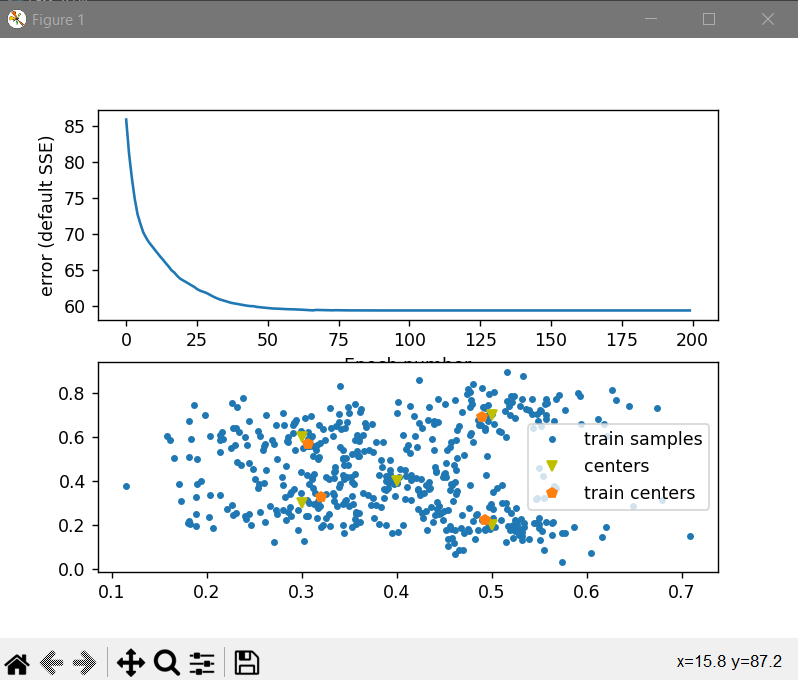 Figure 1
error (default SSE)
85
80
75
70
65
60
0 25 50 75 100 125 150 175 200
Epoch number
0.8
0.6
0.4
0.2
0.0
train samples
centers
train centers
0.1 0.2 0.3 0.4 0.5 0.6 0.7
x=15.8 y=87.2